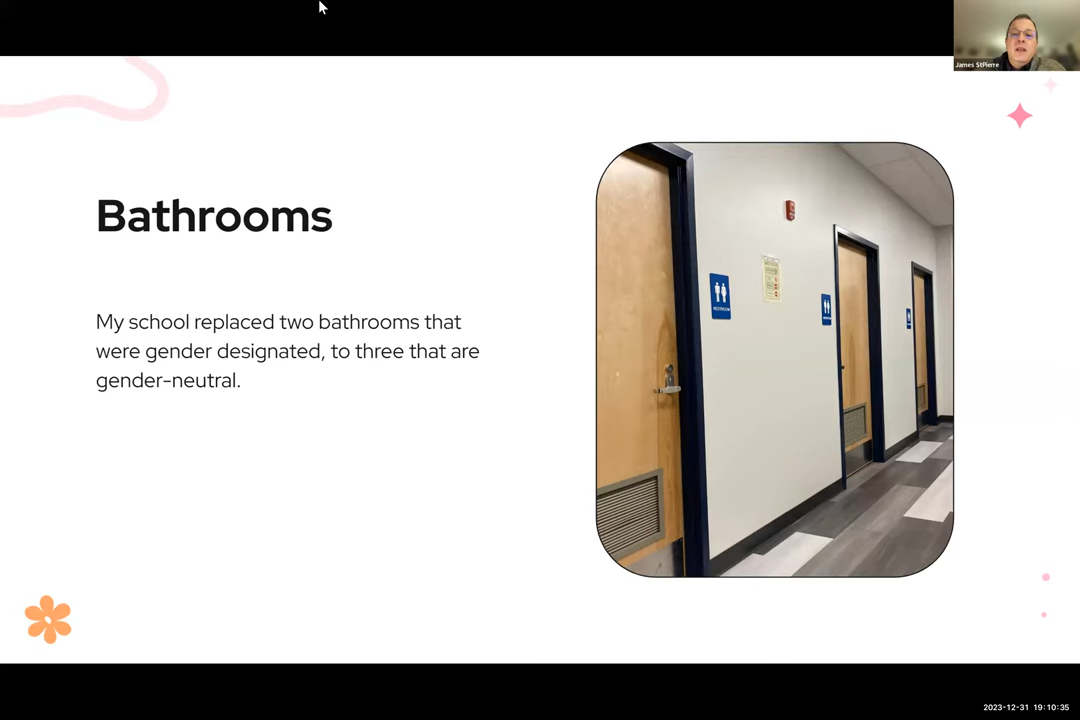 James StPierre
Bathrooms
My school replaced two bathrooms that
were gender designated, to three that are
gender-neutral.
RESTROOM
2023-12-31 19:10:35